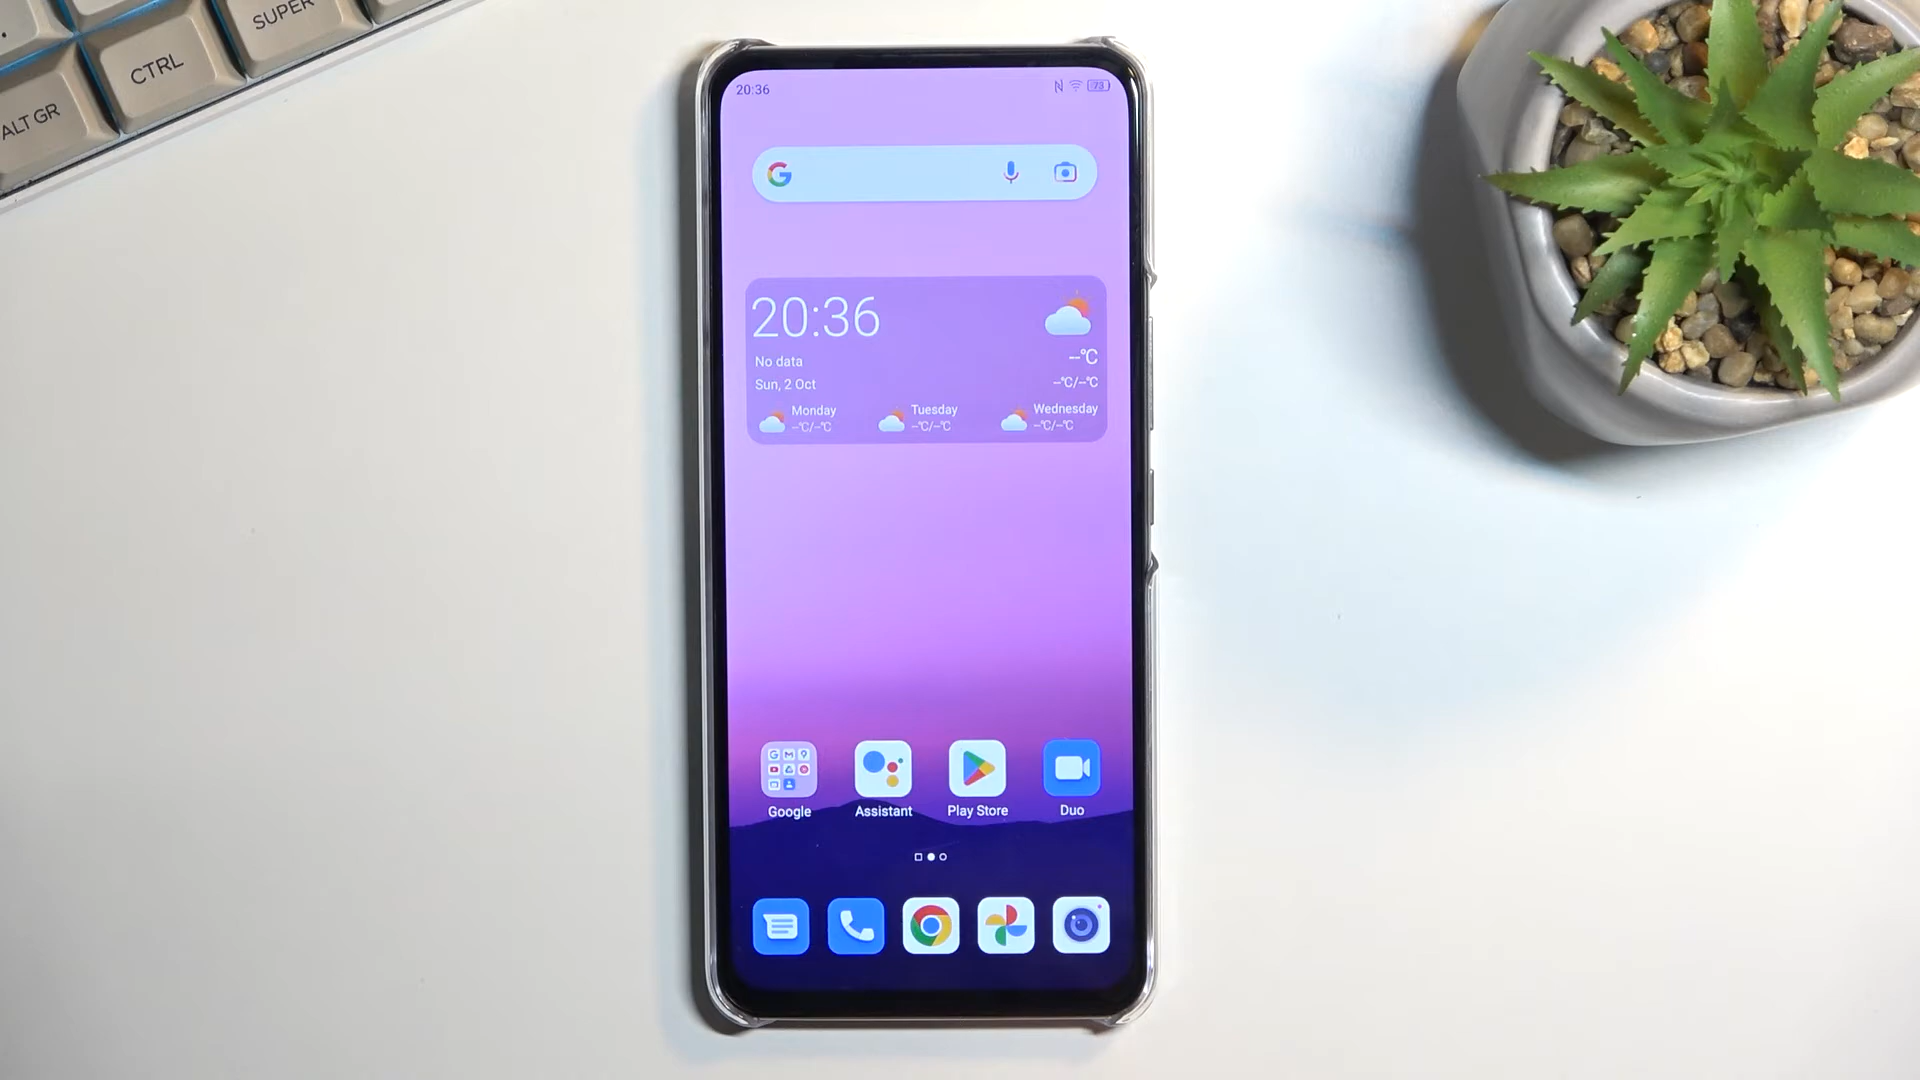 SUPER
CTRL
ALT GR
20:36
73
20:36
--°C
No data
--°C/--°C
Sun, 2 Oct
Monday
--°C/--°C
Tuesday
--°C/--°C
Wednesday
--°C/--°C
Google
Assistant
Play Store
Duo